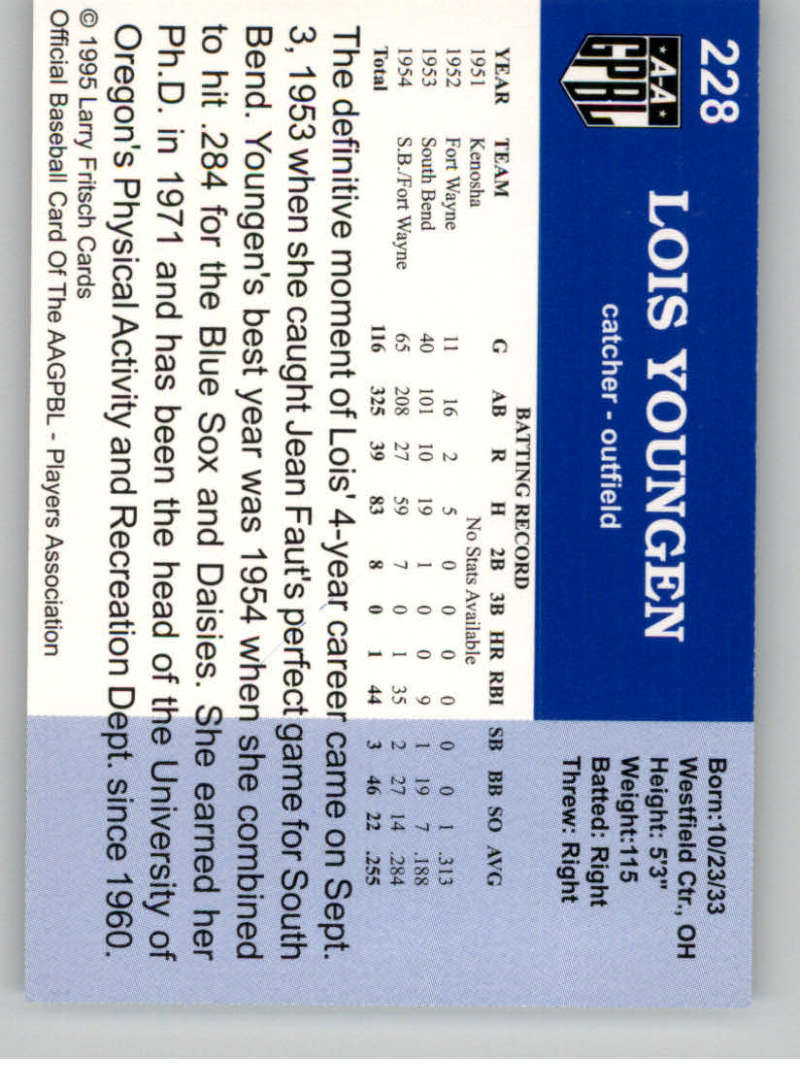 228
A-A
GPBL
LOIS YOUNGEN
catcher - outfield
Born:10/23/33
Westfield Ctr., OH
Height: 5'3"
Weight:115
Batted: Right
Threw: Right
BATTING RECORD
YEAR TEAM G AB R H 2B 3B HR RBI SB BB SO AVG
1951 Kenosha No Stats Available
1952 Fort Wayne 11 16 2 5 0 0 0 0 0 0 1 .313
1953 South Bend 40 101 10 19 1 0 0 9 1 19 7 .188
1954 S.B./Fort Wayne 65 208 27 59 7 0 1 35 2 27 14 .284
Total 116 325 39 83 8 0 1 44 3 46 22 .255
The definitive moment of Lois' 4-year career came on Sept.
3, 1953 when she caught Jean Faut's perfect game for South
Bend. Youngen's best year was 1954 when she combined
to hit .284 for the Blue Sox and Daisies. She earned her
Ph.D. in 1971 and has been the head of the University of
Oregon's Physical Activity and Recreation Dept. since 1960.
© 1995 Larry Fritsch Cards
Official Baseball Card Of The AAGPBL - Players Association